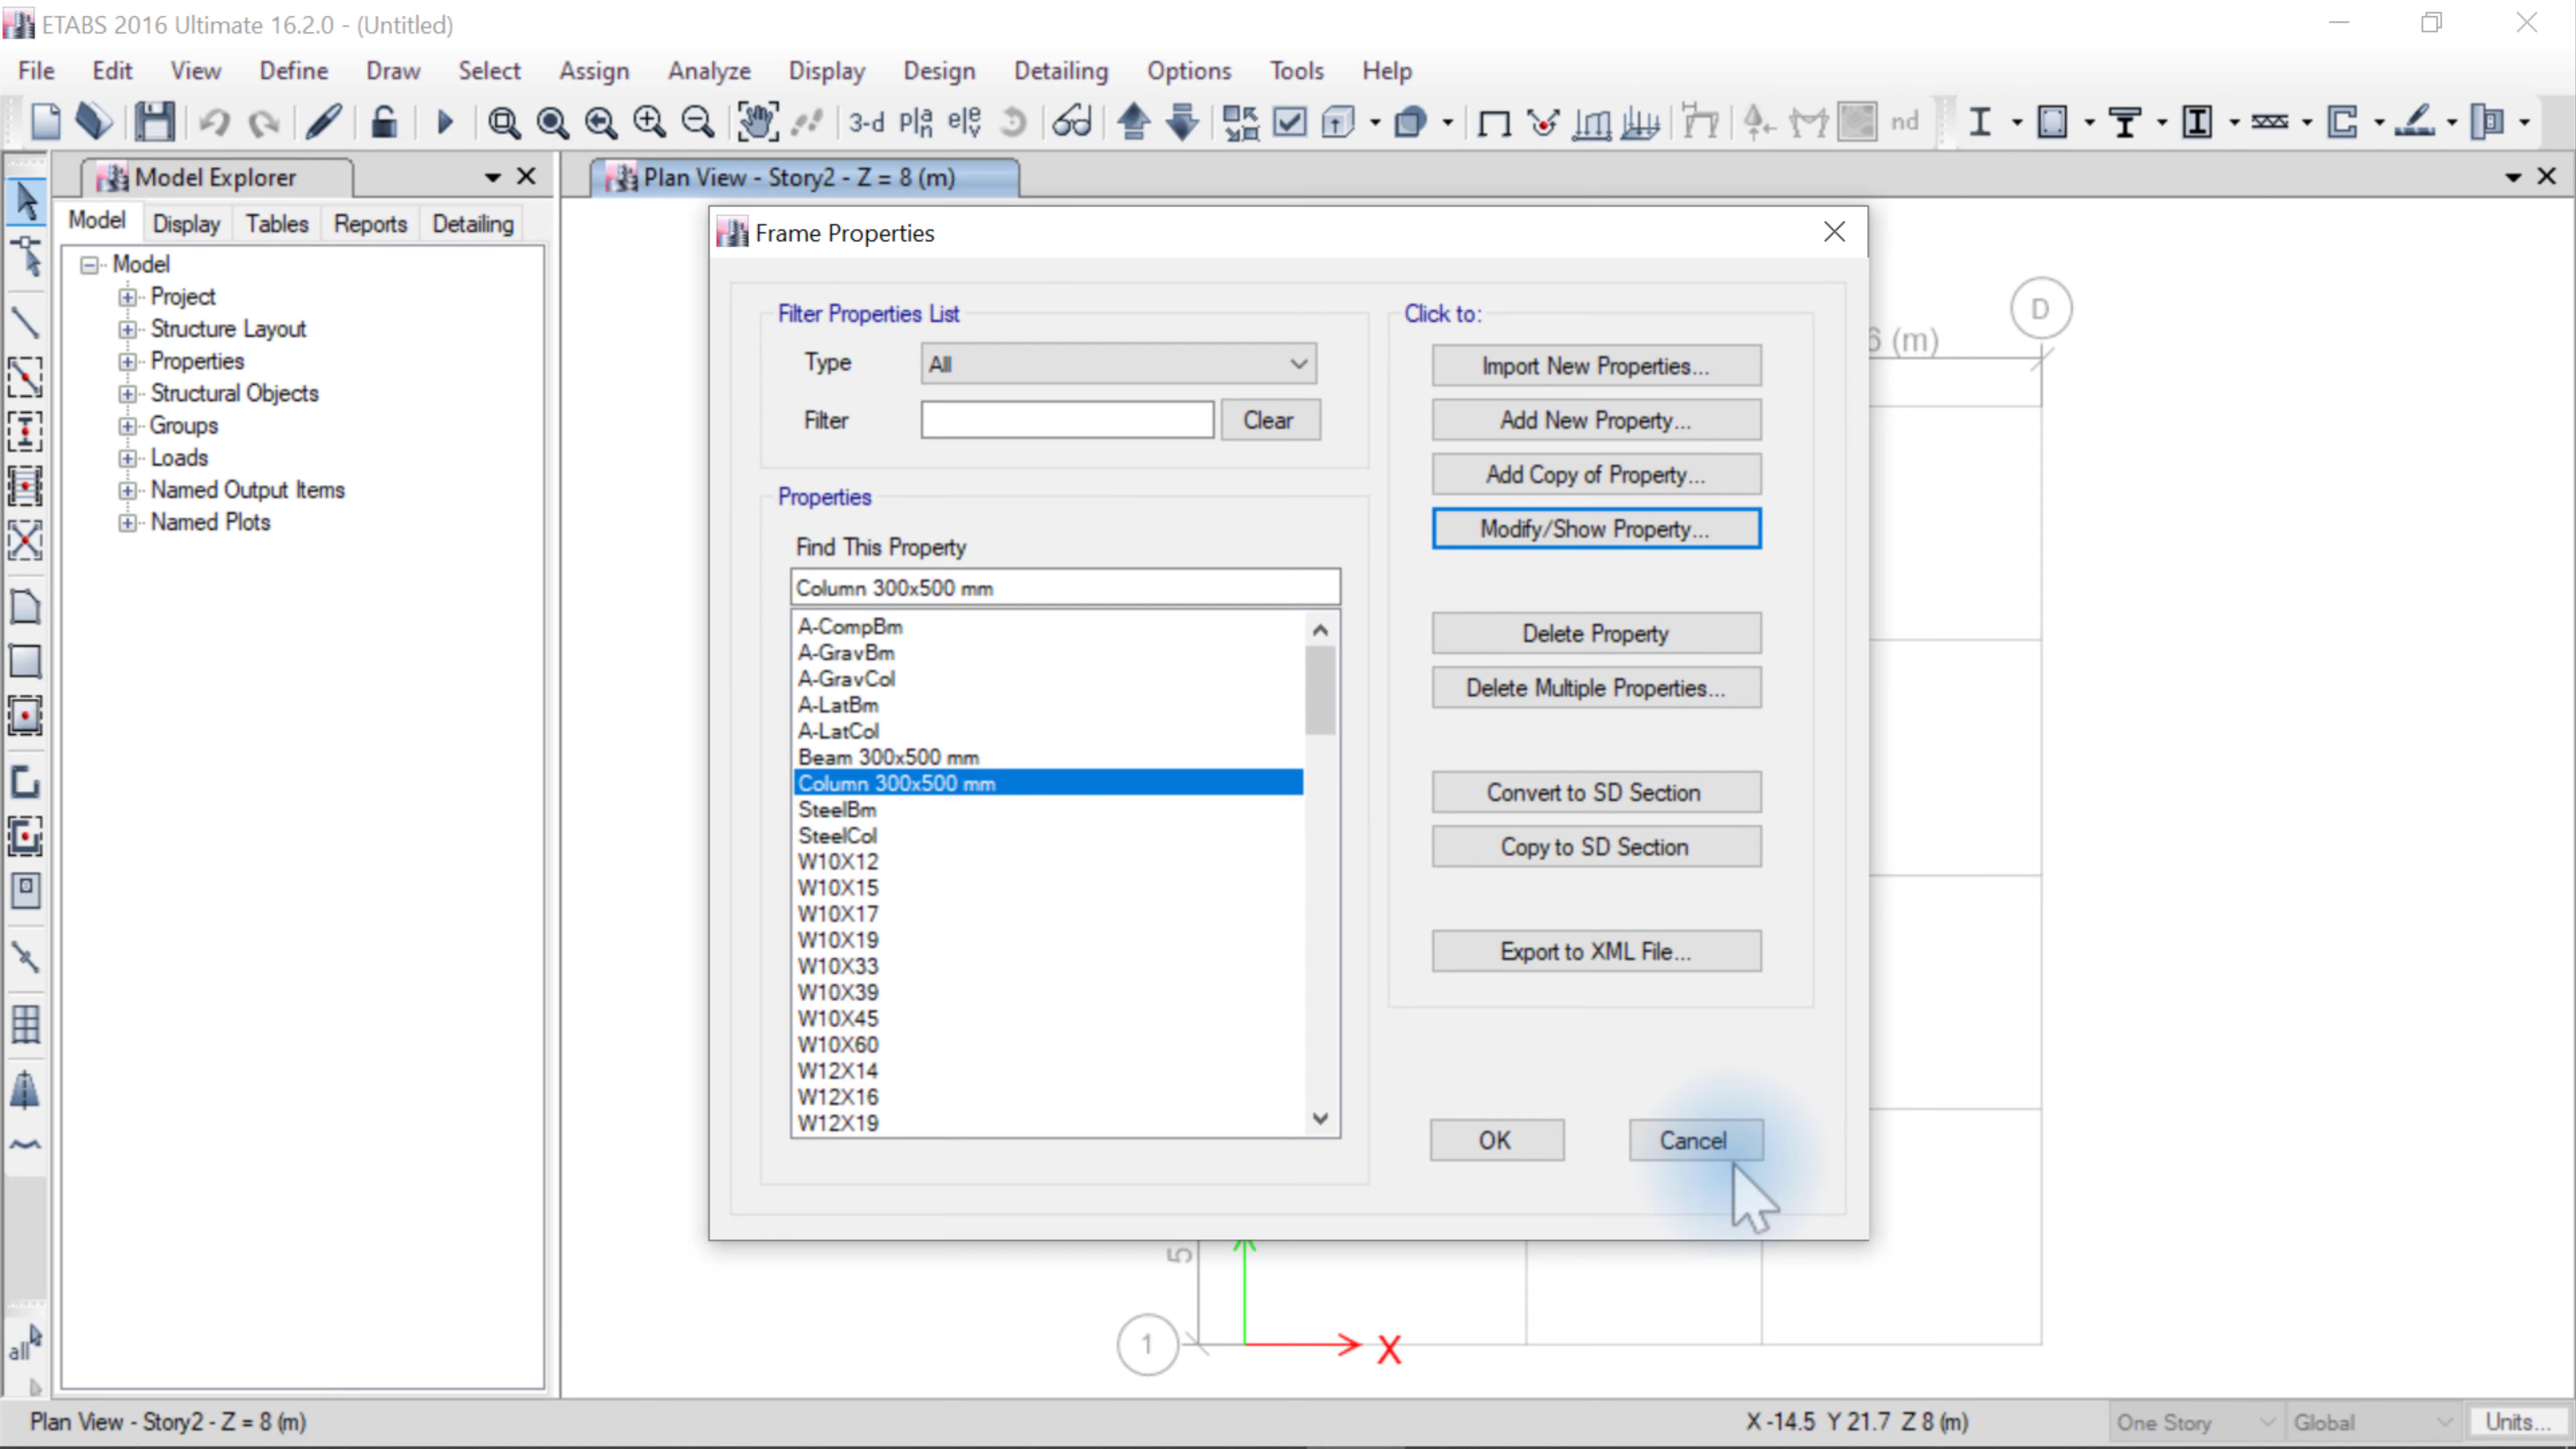 ETABS 2016 Ultimate 16.2.0 - (Untitled)
File Edit View Define Draw Select Assign Analyze Display Design Detailing Options Tools Help
3-d pla n ele v nd
Model Explorer
Plan View - Story2 - Z = 8 (m)
Model Display Tables Reports Detailing
Model
Project
Structure Layout
Properties
Structural Objects
Groups
Loads
Named Output Items
Named Plots
all
Frame Properties
Filter Properties List
Type All
Filter Clear
Properties
Find This Property
Column 300x500 mm
A-CompBm
A-GravBm
A-GravCol
A-LatBm
A-LatCol
Beam 300x500 mm
Column 300x500 mm
SteelBm
SteelCol
W10X12
W10X15
W10X17
W10X19
W10X33
W10X39
W10X45
W10X60
W12X14
W12X16
W12X19
Click to:
Import New Properties...
Add New Property...
Add Copy of Property...
Modify/Show Property...
Delete Property
Delete Multiple Properties...
Convert to SD Section
Copy to SD Section
Export to XML File...
OK Cancel
D
6 (m)
5
1
X
Plan View - Story2 - Z = 8 (m)
X -14.5 Y 21.7 Z 8 (m)
One Story Global Units...